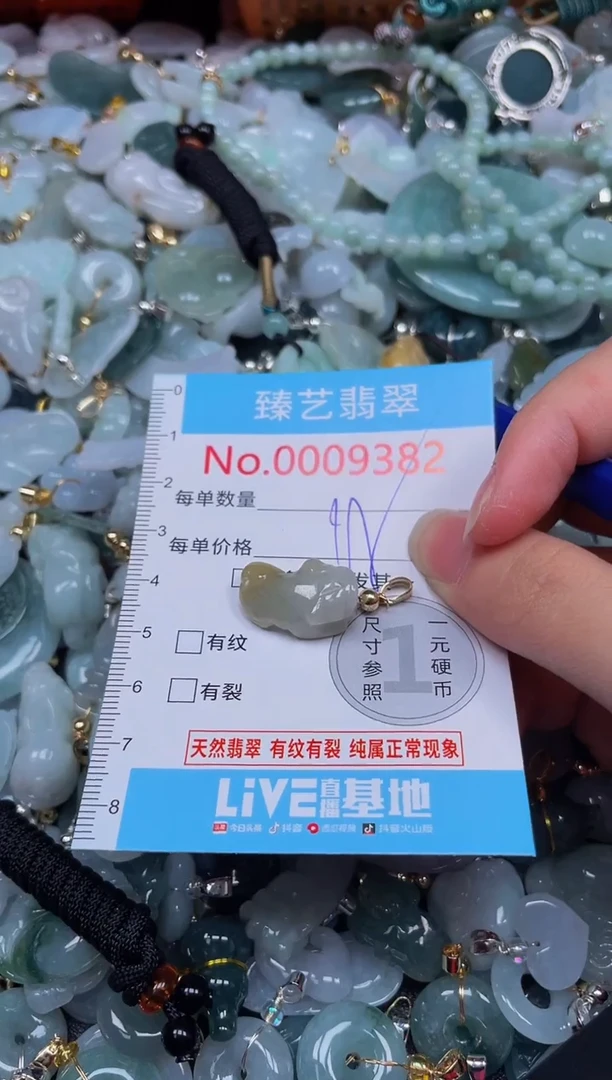 0
臻艺翡翠
1
No.0009382
2
每单数量
3
每单价格
4
发基
5
有纹
尺寸参照
1
一元硬币
6
有裂
7
天然翡翠 有纹有裂 纯属正常现象
LiVE直播基地
8
今日头条 抖音 西瓜视频 抖音火山版